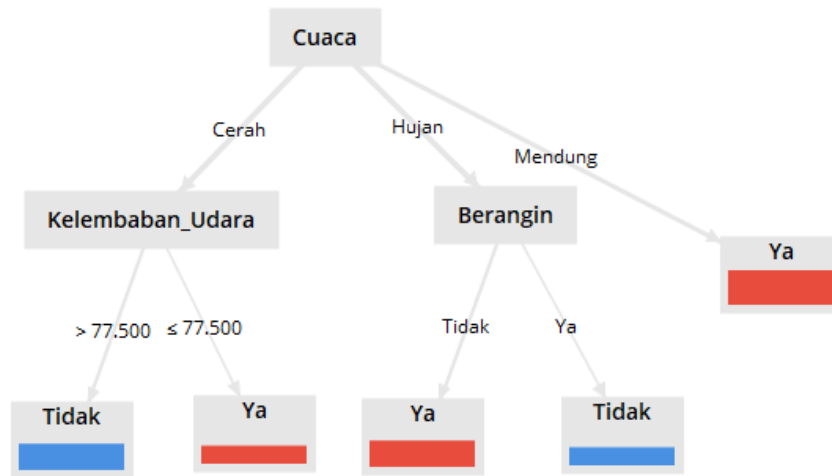 Cuaca
Cerah
Hujan
Mendung
Kelembaban_Udara
Berangin
Ya
> 77.500
≤ 77.500
Tidak
Ya
Tidak
Ya
Ya
Tidak